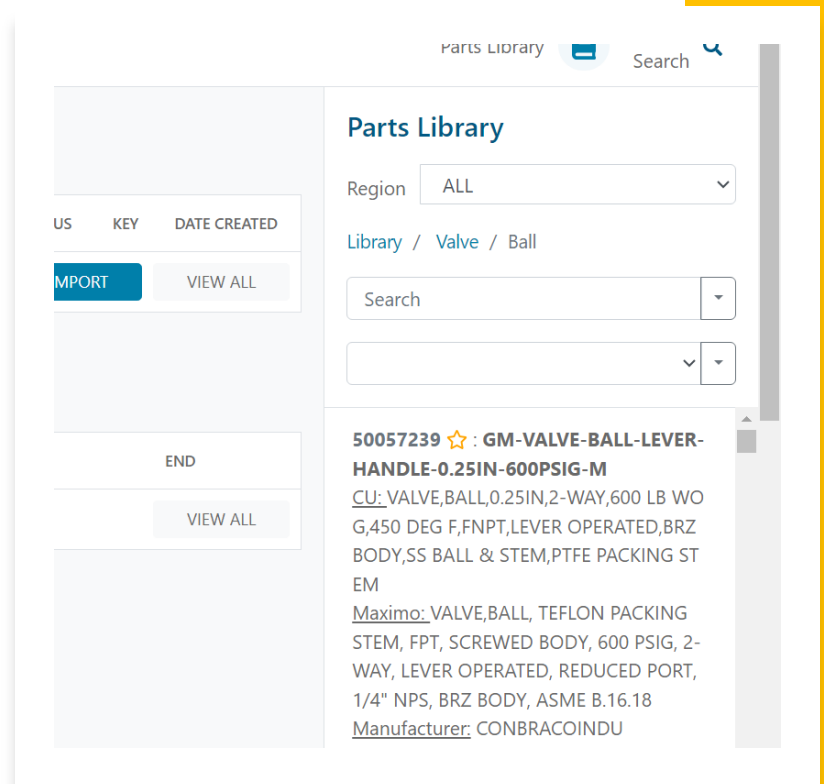 Parts Library
Search
Parts Library
Region ALL
US KEY DATE CREATED
Library / Valve / Ball
MPORT VIEW ALL
Search
END
VIEW ALL
50057239 : GM-VALVE-BALL-LEVER-
HANDLE-0.25IN-600PSIG-M
CU: VALVE,BALL,0.25IN,2-WAY,600 LB WO
G,450 DEG F,FNPT,LEVER OPERATED,BRZ
BODY,SS BALL & STEM,PTFE PACKING ST
EM
Maximo: VALVE,BALL, TEFLON PACKING
STEM, FPT, SCREWED BODY, 600 PSIG, 2-
WAY, LEVER OPERATED, REDUCED PORT,
1/4" NPS, BRZ BODY, ASME B.16.18
Manufacturer: CONBRACOINDU